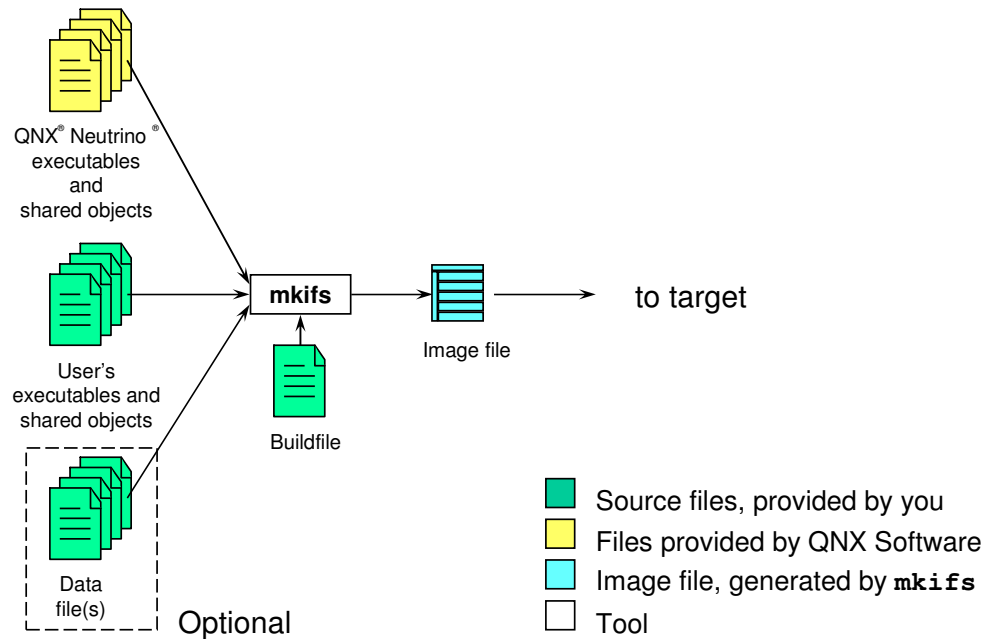 QNX® Neutrino®
executables
and
shared objects
User's
executables and
shared objects
Data
file(s)
Optional
mkifs
Buildfile
Image file
to target
Source files, provided by you
Files provided by QNX Software
Image file, generated by mkifs
Tool